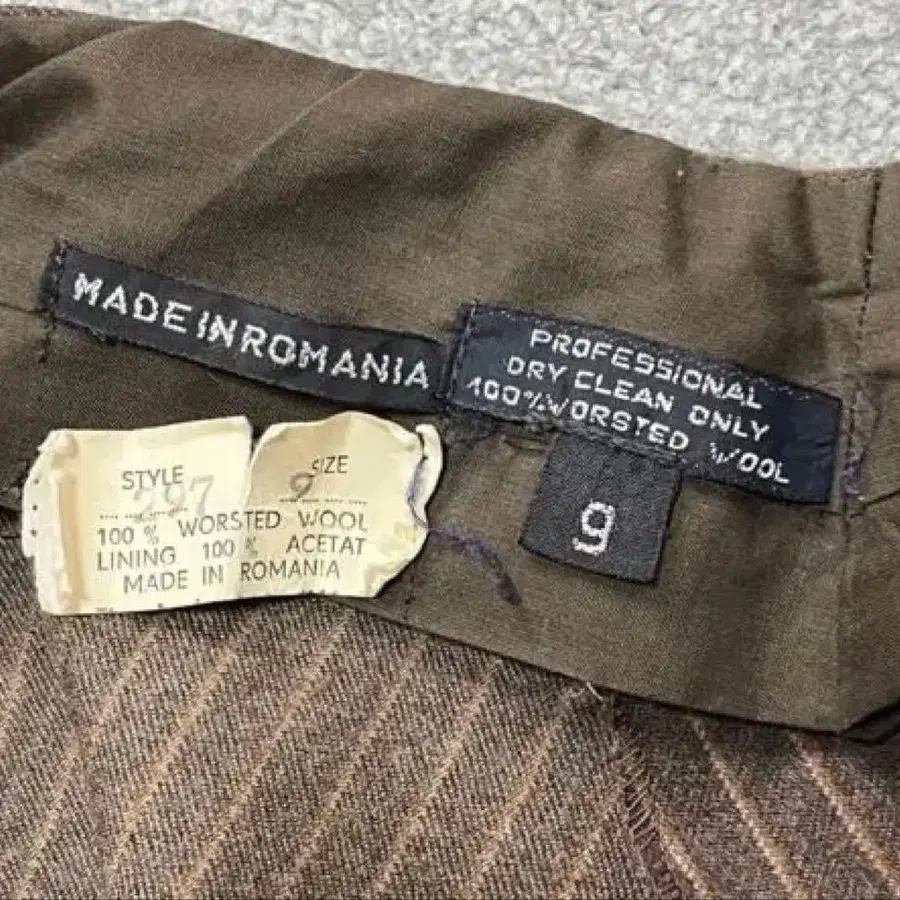 MADE IN ROMANIA
PROFESSIONAL
DRY CLEAN ONLY
100% WORSTED WOOL
9
STYLE SIZE
297 9
100 % WORSTED WOOL
LINING 100 % ACETAT
MADE IN ROMANIA